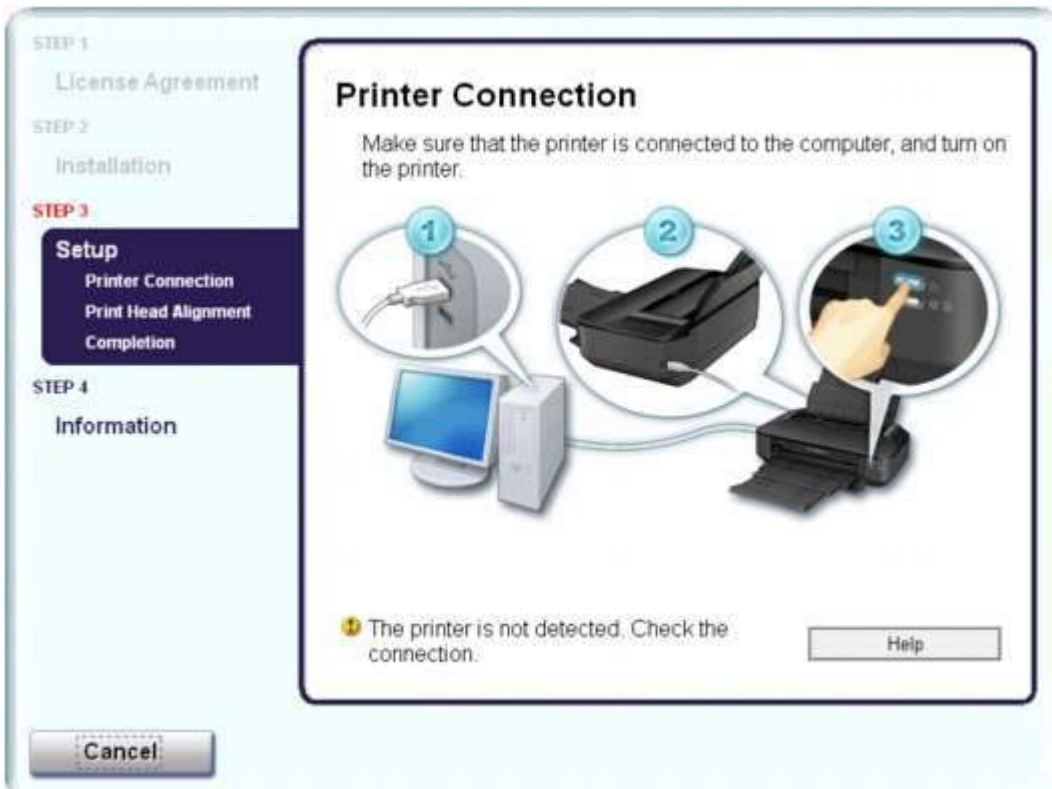 STEP 1
License Agreement
STEP 2
Installation
STEP 3
Setup
Printer Connection
Print Head Alignment
Completion
STEP 4
Information
Printer Connection
Make sure that the printer is connected to the computer, and turn on
the printer.
1
2
3
The printer is not detected. Check the
connection.
Help
Cancel